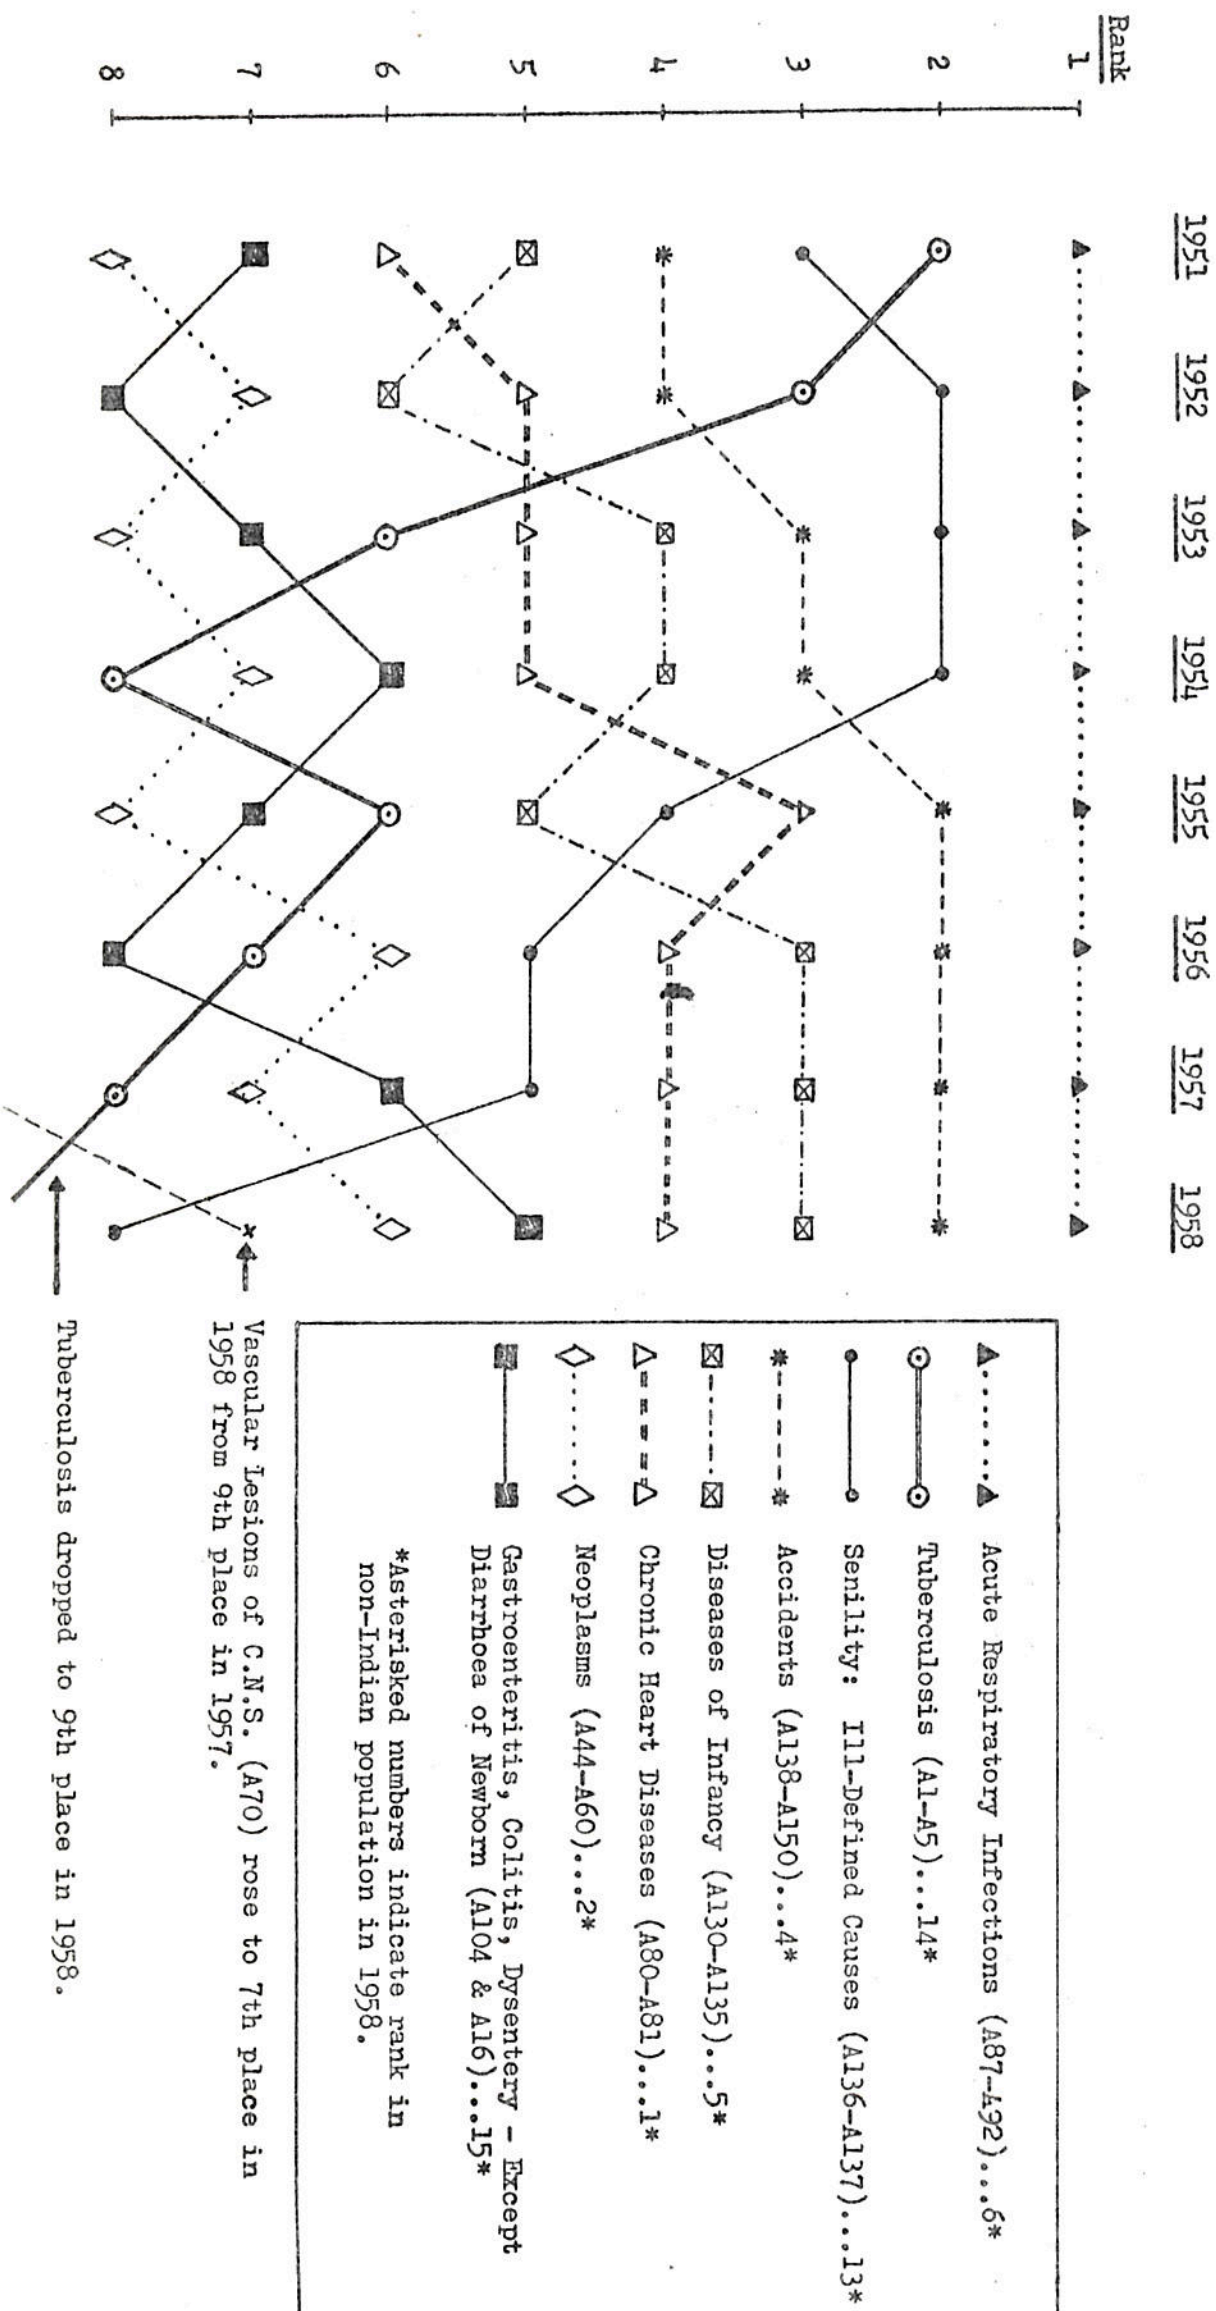 Rank
1
2
3
4
5
6
7
8
1951
1952
1953
1954
1955
1956
1957
1958
Acute Respiratory Infections (A87-A92)...6*
Tuberculosis (A1-A5)...14*
Senility: Ill-Defined Causes (A136-A137)...13*
Accidents (A138-A150)...4*
Diseases of Infancy (A130-A135)...5*
Chronic Heart Diseases (A80-A81)...1*
Neoplasms (A44-A60)...2*
Gastroenteritis, Colitis, Dysentery - Except
Diarrhoea of Newborn (A104 & A16)...15*
*Asterisked numbers indicate rank in
non-Indian population in 1958.
Vascular Lesions of C.N.S. (A70) rose to 7th place in
1958 from 9th place in 1957.
Tuberculosis dropped to 9th place in 1958.